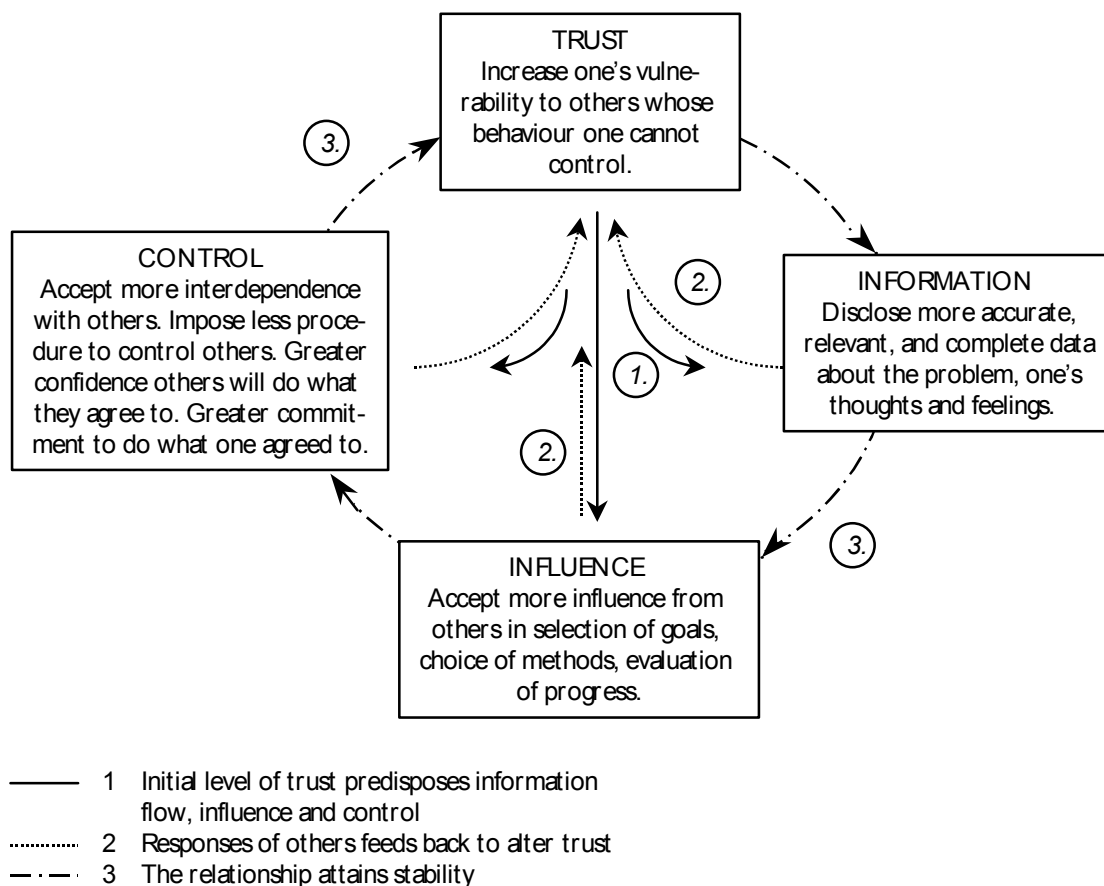 TRUST
Increase one's vulne-
rability to others whose
behaviour one cannot
control.
3.
CONTROL
Accept more interdependence
with others. Impose less proce-
dure to control others. Greater
confidence others will do what
they agree to. Greater commit-
ment to do what one agreed to.
2.
INFORMATION
Disclose more accurate,
relevant, and complete data
about the problem, one's
thoughts and feelings.
1.
2.
3.
INFLUENCE
Accept more influence from
others in selection of goals,
choice of methods, evaluation
of progress.
1 Initial level of trust predisposes information
flow, influence and control
2 Responses of others feeds back to alter trust
3 The relationship attains stability